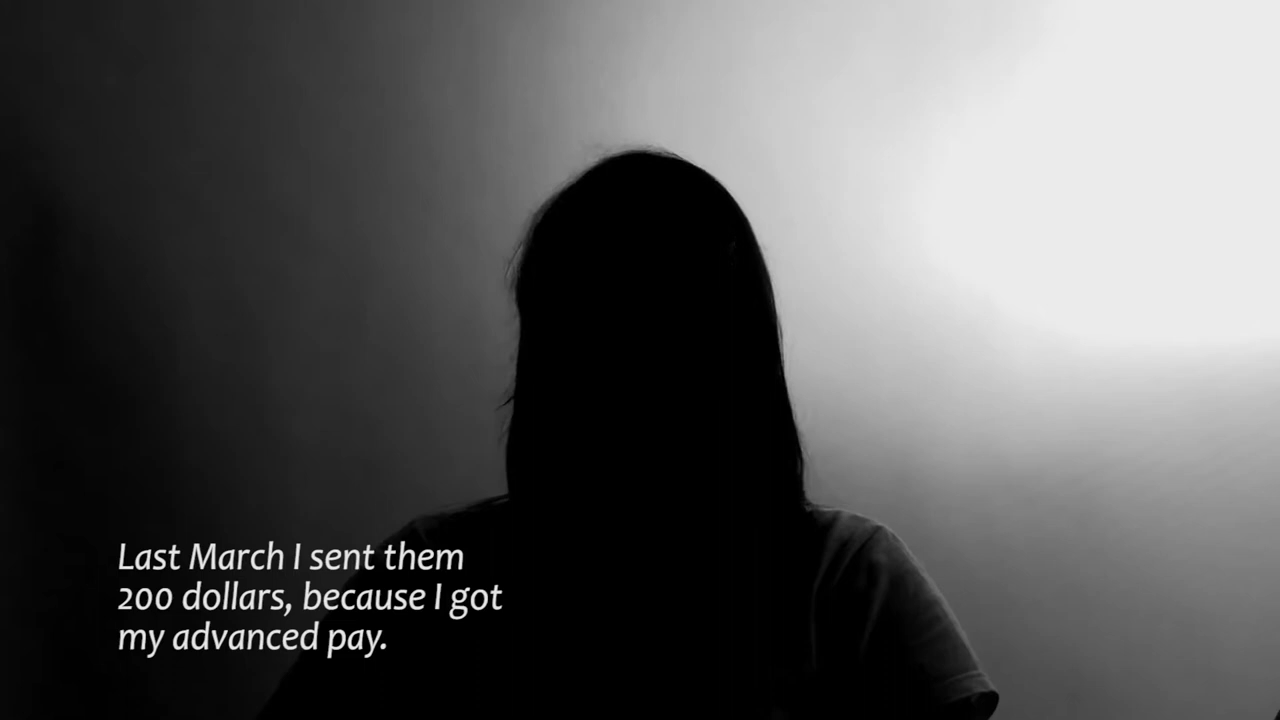 Last March I sent them
200 dollars, because I got
my advanced pay.